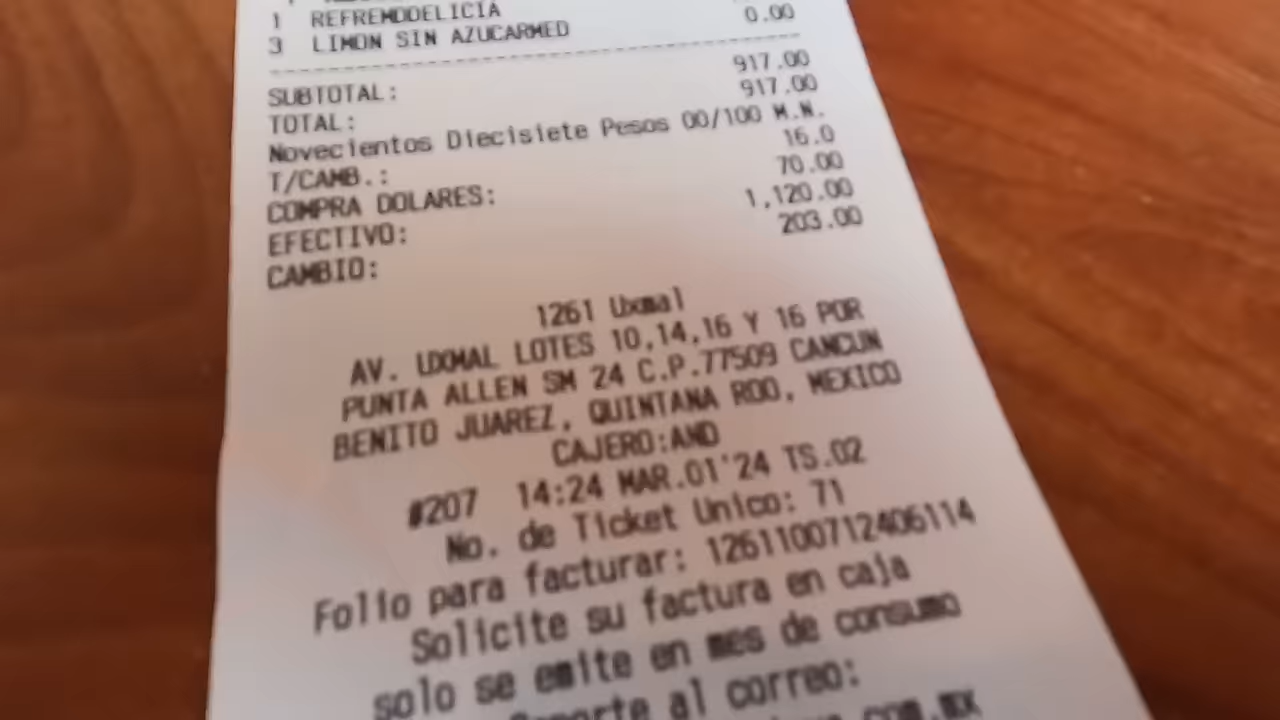 1 REFREMODELICIA
3 LIMON SIN AZUCARMED 0.00
SUBTOTAL: 917.00
TOTAL: 917.00
Novecientos Diecisiete Pesos 00/100 M.N.
T/CAMB.: 16.0
COMPRA DOLARES: 70.00
EFECTIVO: 1,120.00
CAMBIO: 203.00
1261 Uxmal
AV. UXMAL LOTES 10,14,16 Y 16 POR
PUNTA ALLEN SM 24 C.P.77509 CANCUN
BENITO JUAREZ, QUINTANA ROO, MEXICO
CAJERO:AND
#207 14:24 MAR.01'24 TS.02
No. de Ticket Unico: 71
Folio para facturar: 1261100712406114
Solicite su factura en caja
solo se emite en mes de consumo
al correo:
com.mx